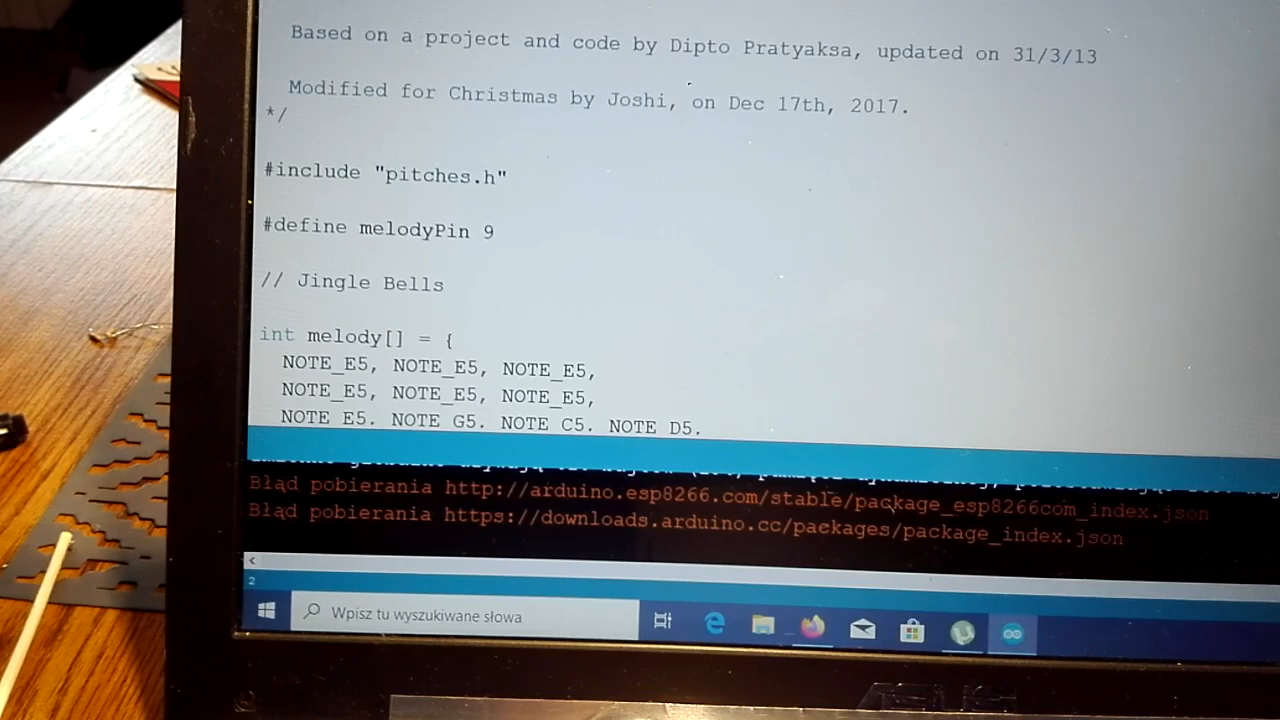 Based on a project and code by Dipto Pratyaksa, updated on 31/3/13
Modified for Christmas by Joshi, on Dec 17th, 2017.
*/
#include "pitches.h"
#define melodyPin 9
// Jingle Bells
int melody[] = {
NOTE_E5, NOTE_E5, NOTE_E5,
NOTE_E5, NOTE_E5, NOTE_E5,
NOTE_E5, NOTE_G5, NOTE_C5, NOTE_D5,
Błąd pobierania http://arduino.esp8266.com/stable/package_esp8266com_index.json
Błąd pobierania https://downloads.arduino.cc/packages/package_index.json
<
2
Wpisz tu wyszukiwane słowa
ASUS